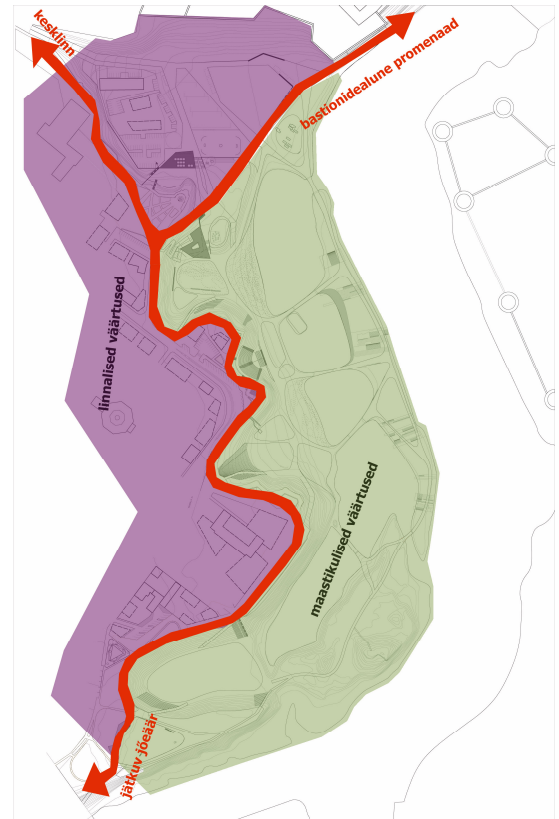 kesklinn
bastionidealune promenaad
linnalised väärtused
maastikulised väärtused
jätkuv jõeäär